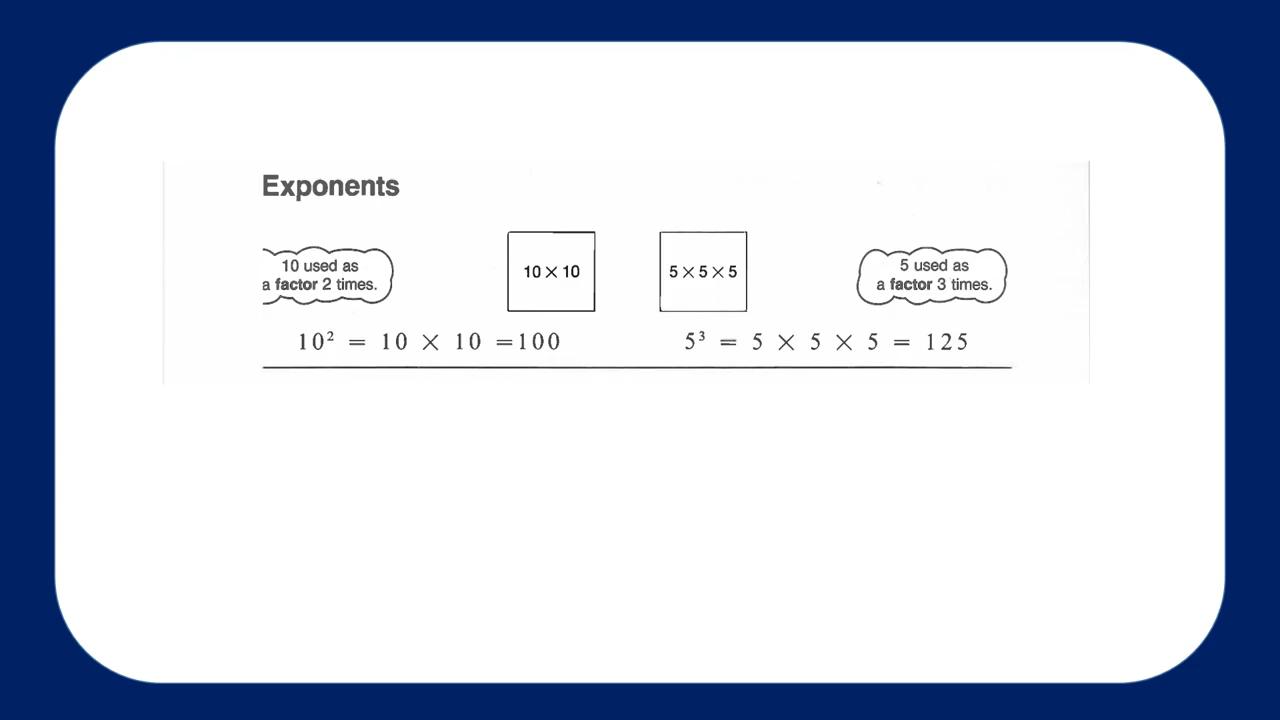 Exponents
10 used as
a factor 2 times.
10 × 10
5 × 5 × 5
5 used as
a factor 3 times.
10² = 10 × 10 =100
5³ = 5 × 5 × 5 = 125